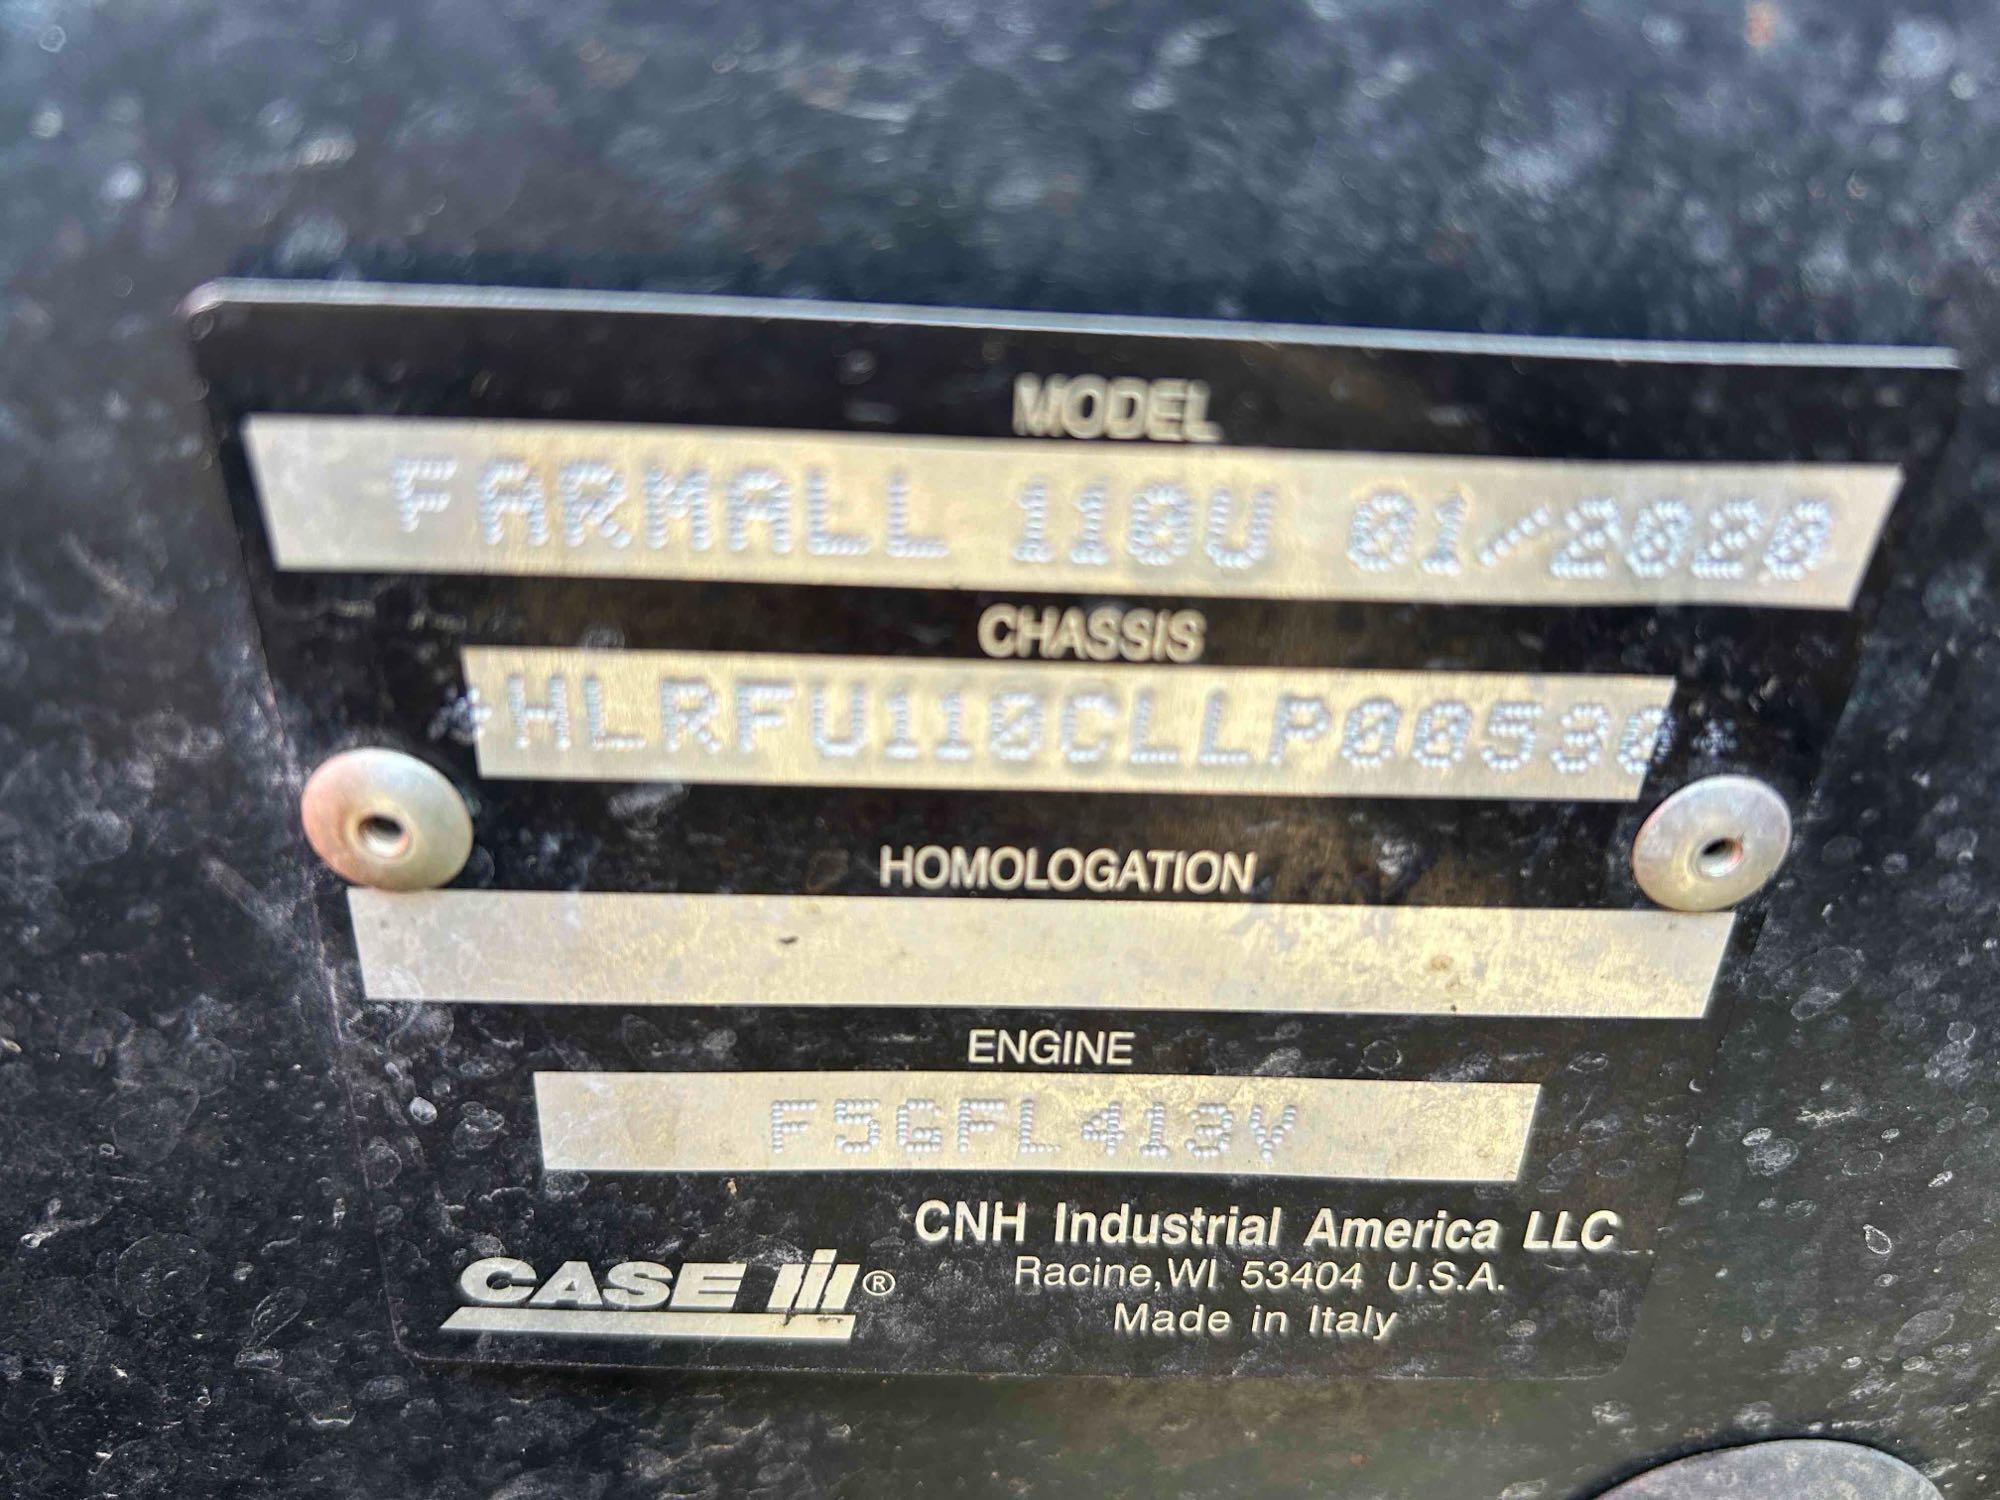 MODEL
FARMALL 110U 01/2020
CHASSIS
*HLRFU110CLLP00530*
HOMOLOGATION
ENGINE
F5GFL413V
CNH Industrial America LLC
CASE IH® Racine, WI 53404 U.S.A.
Made in Italy